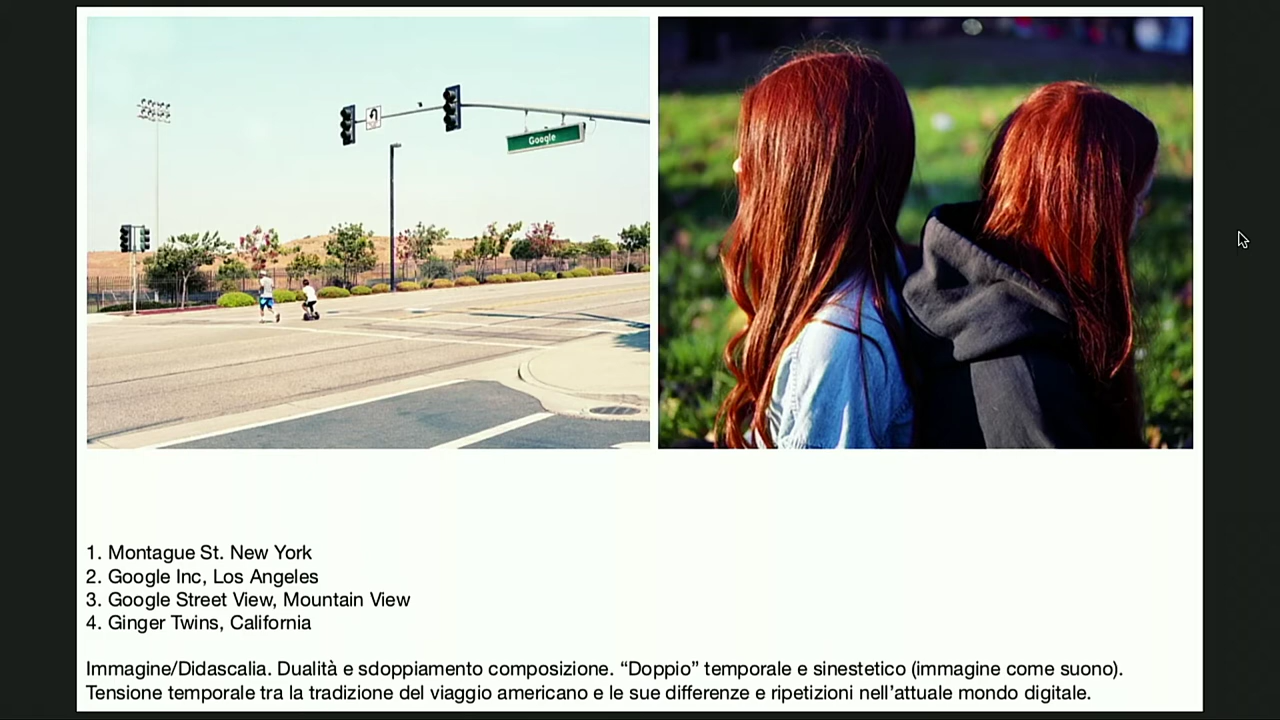 Google
1. Montague St. New York
2. Google Inc, Los Angeles
3. Google Street View, Mountain View
4. Ginger Twins, California
Immagine/Didascalia. Dualità e sdoppiamento composizione. “Doppio” temporale e sinestetico (immagine come suono).
Tensione temporale tra la tradizione del viaggio americano e le sue differenze e ripetizioni nell’attuale mondo digitale.